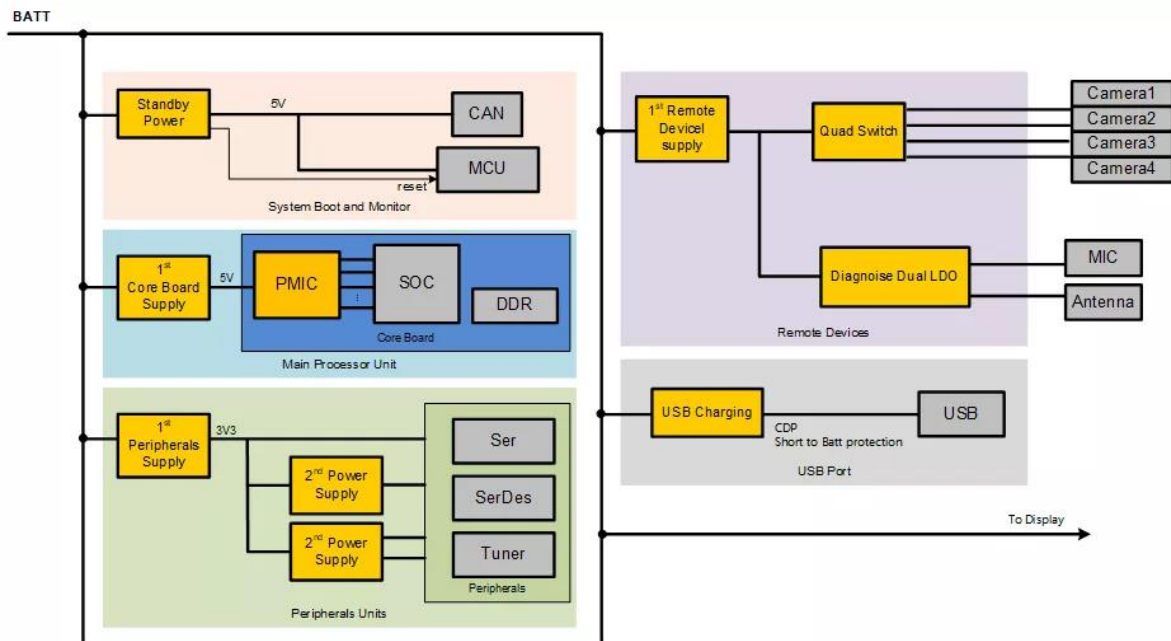 BATT
Standby
Power
5V
CAN
MCU
reset
System Boot and Monitor
1st
Core Board
Supply
5V
PMIC
SOC
DDR
Core Board
Main Processor Unit
1st
Peripherals
Supply
3V3
2nd Power
Supply
2nd Power
Supply
Ser
SerDes
Tuner
Peripherals
Peripherals Units
1st Remote
Devicel
supply
Quad Switch
Camera1
Camera2
Camera3
Camera4
Diagnoise Dual LDO
MIC
Antenna
Remote Devices
USB Charging
CDP
Short to Batt protection
USB
USB Port
To Display